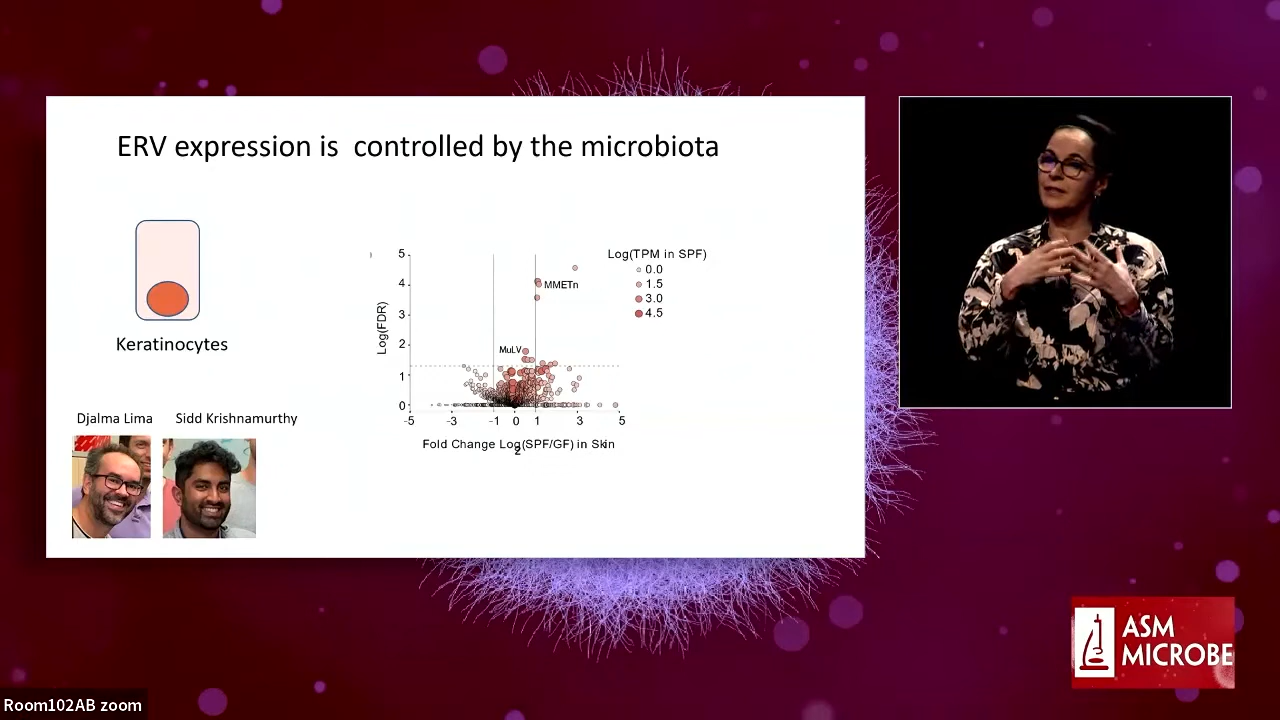 ERV expression is controlled by the microbiota
Keratinocytes
Djalma Lima
Sidd Krishnamurthy
Log(FDR)
5
4
3
2
1
0
MMETn
MuLV
-5 -3 -1 0 1 3 5
Fold Change Log2(SPF/GF) in Skin
Log(TPM in SPF)
0.0
1.5
3.0
4.5
ASM
MICROBE
Room102AB zoom